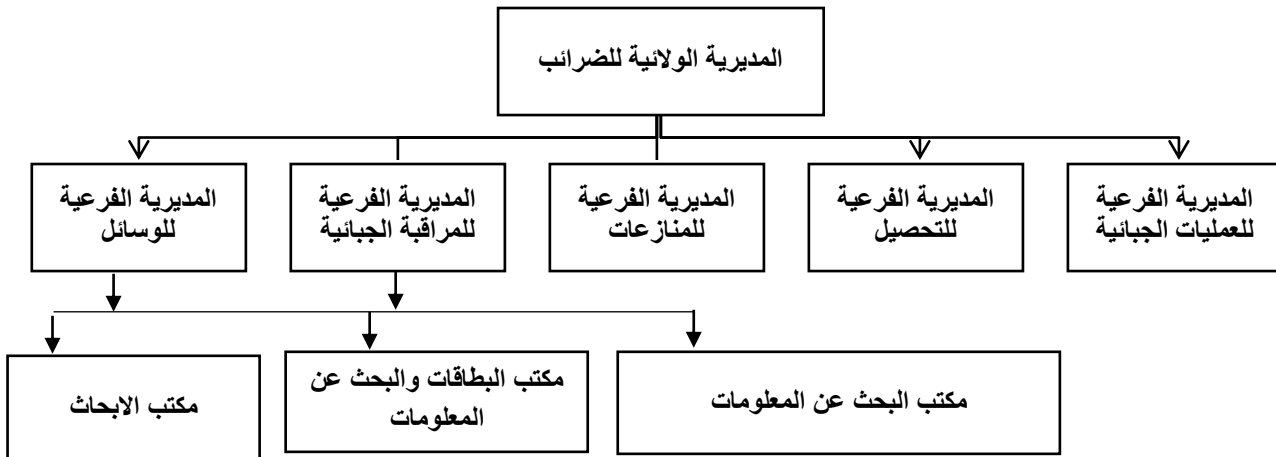 المديرية الولائية للضرائب
المديرية الفرعية
للعمليات الجبائية
المديرية الفرعية
للتحصيل
المديرية الفرعية
للمنازعات
المديرية الفرعية
للمراقبة الجبائية
المديرية الفرعية
للوسائل
مكتب البحث عن المعلومات
مكتب البطاقات والبحث عن
المعلومات
مكتب الابحاث